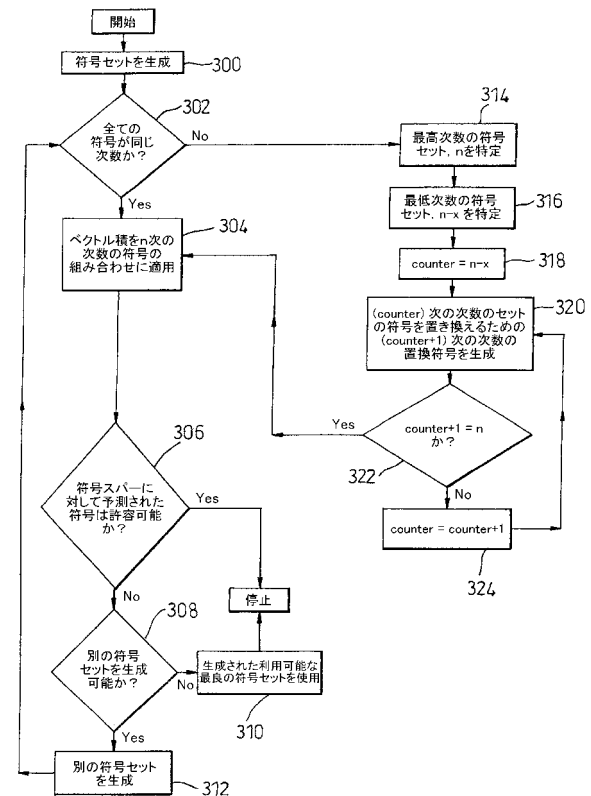 開始
符号セットを生成
300
302
全ての
符号が同じ
次数か？
No
Yes
ベクトル積をn次の
次数の符号の
組み合わせに適用
304
306
符号スパーに
対して予測された
符号は許容可能
か？
Yes
No
308
停止
別の符号
セットを生成
可能か？
No
生成された利用可能な
最良の符号セットを使用
310
Yes
別の符号セット
を生成
312
314
最高次数の符号
セット, nを特定
最低次数の符号
セット, n-x を特定
316
counter = n-x
318
320
(counter) 次の次数のセット
の符号を置き換えるための
(counter+1) 次の次数の
置換符号を生成
Yes
counter+1 = n
か？
322
No
counter = counter+1
324